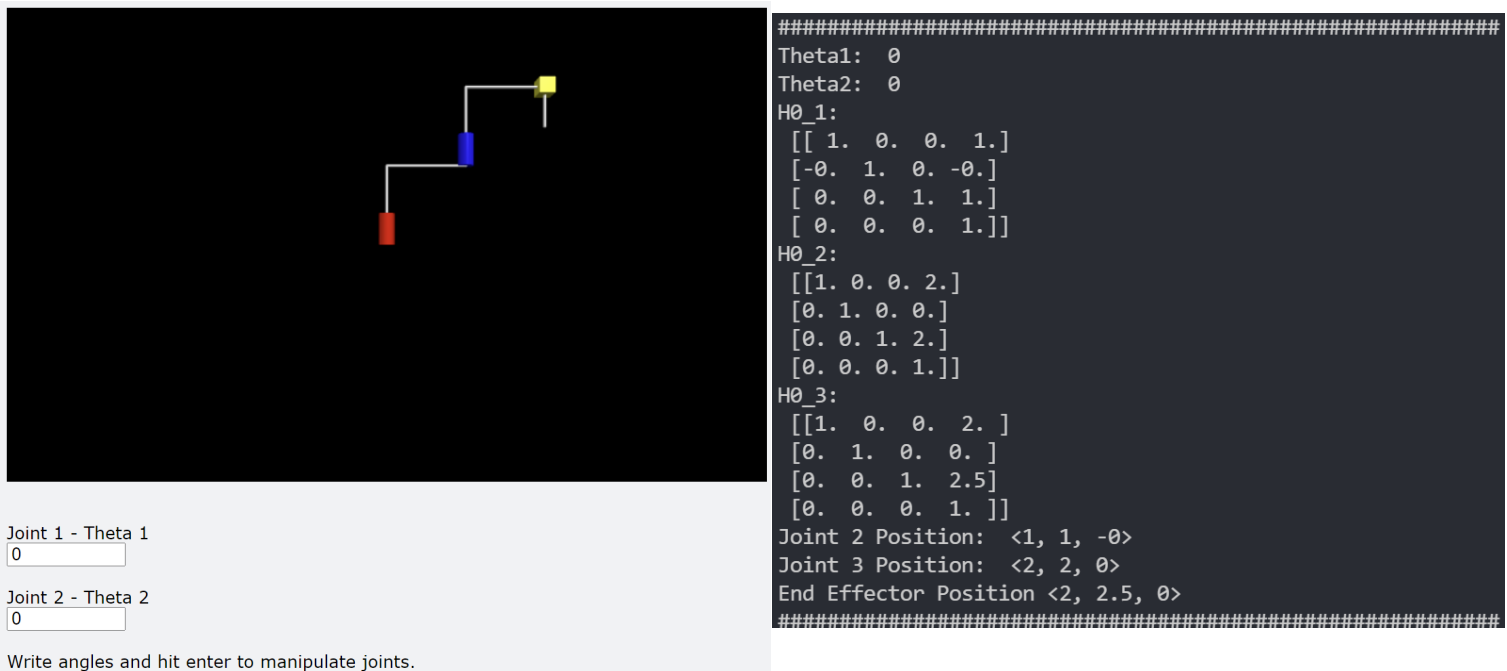 Joint 1 - Theta 1
0
Joint 2 - Theta 2
0
Write angles and hit enter to manipulate joints.
##########################################################
Theta1:  0
Theta2:  0
H0_1:
 [[ 1.  0.  0.  1.]
 [-0.  1.  0. -0.]
 [ 0.  0.  1.  1.]
 [ 0.  0.  0.  1.]]
H0_2:
 [[1. 0. 0. 2.]
 [0. 1. 0. 0.]
 [0. 0. 1. 2.]
 [0. 0. 0. 1.]]
H0_3:
 [[1.  0.  0.  2. ]
 [0.  1.  0.  0. ]
 [0.  0.  1.  2.5]
 [0.  0.  0.  1. ]]
Joint 2 Position:  <1, 1, -0>
Joint 3 Position:  <2, 2, 0>
End Effector Position <2, 2.5, 0>
##########################################################